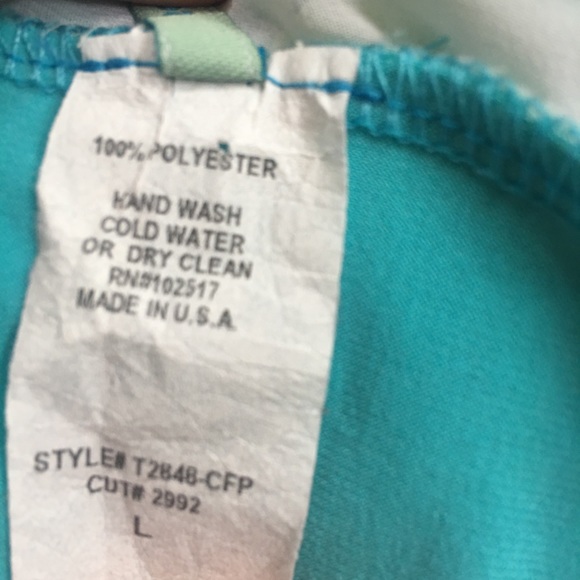 100% POLYESTER
HAND WASH
COLD WATER
OR DRY CLEAN
RN#102517
MADE IN U.S.A.
STYLE# T2848-CFP
CUT# 2992
L